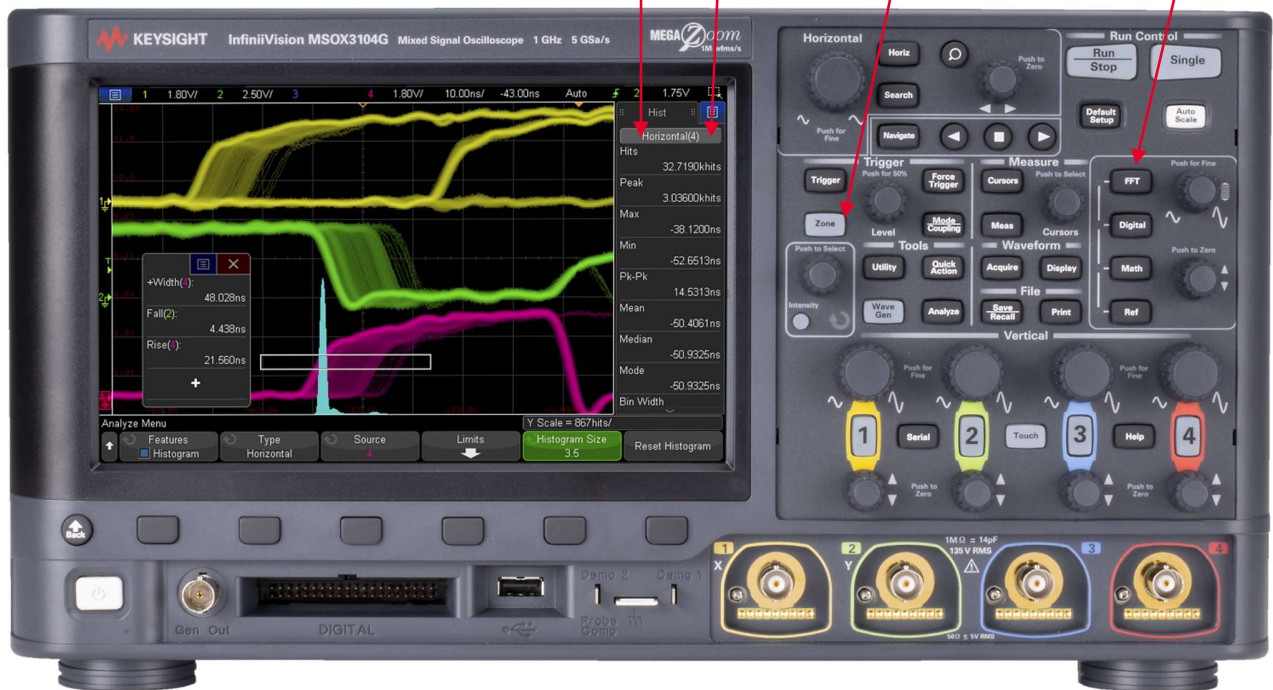 KEYSIGHT InfiniiVision MSOX3104G Mixed Signal Oscilloscope 1 GHz 5 GSa/s
MEGA Zoom
1M wfms/s
1 1.80V/ 2 2.50V/ 3 4 1.80V/ 10.00ns/ -43.00ns Auto 2 1.75V
Hist
Horizontal(4)
Hits
32.7190khits
Peak
3.03600khits
Max
-38.1200ns
Min
-52.6513ns
Pk-Pk
14.5313ns
Mean
-50.4061ns
Median
-50.9325ns
Mode
-50.9325ns
Bin Width
+Width(4):
48.028ns
Fall(2):
4.438ns
Rise(4):
21.560ns
+
Analyze Menu
Y Scale = 867hits/
Features
Histogram
Type
Horizontal
Source
4
Limits
Histogram Size
3.5
Reset Histogram
Back
Gen Out
DIGITAL
Demo 2
Demo 1
Probe
Comp
Horizontal
Push for
Fine
Horiz
Search
Navigate
Push to
Zero
Run Control
Run
Stop
Single
Default
Setup
Auto
Scale
Trigger
Trigger
Push for 50%
Force
Trigger
Zone
Level
Mode
Coupling
Measure
Cursors
Push to Select
Meas
Cursors
Push for Fine
FFT
Digital
Push to Zero
Math
Ref
Push to Select
Intensity
Tools
Utility
Quick
Action
Wave
Gen
Analyze
Waveform
Acquire
Display
File
Save
Recall
Print
Vertical
Push for
Fine
Push for
Fine
1
Serial
2
Touch
3
Help
4
Push to
Zero
Push to
Zero
1
X
2
Y
1MΩ ≅ 14pF
135 V RMS
3
4
50Ω ≤ 5V RMS